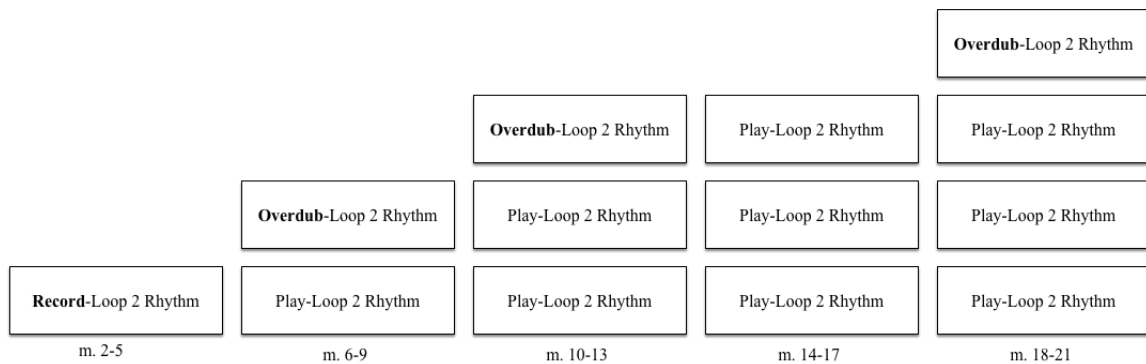 Overdub-Loop 2 Rhythm
Overdub-Loop 2 Rhythm
Play-Loop 2 Rhythm
Play-Loop 2 Rhythm
Overdub-Loop 2 Rhythm
Play-Loop 2 Rhythm
Play-Loop 2 Rhythm
Play-Loop 2 Rhythm
Record-Loop 2 Rhythm
Play-Loop 2 Rhythm
Play-Loop 2 Rhythm
Play-Loop 2 Rhythm
Play-Loop 2 Rhythm
m. 2-5
m. 6-9
m. 10-13
m. 14-17
m. 18-21